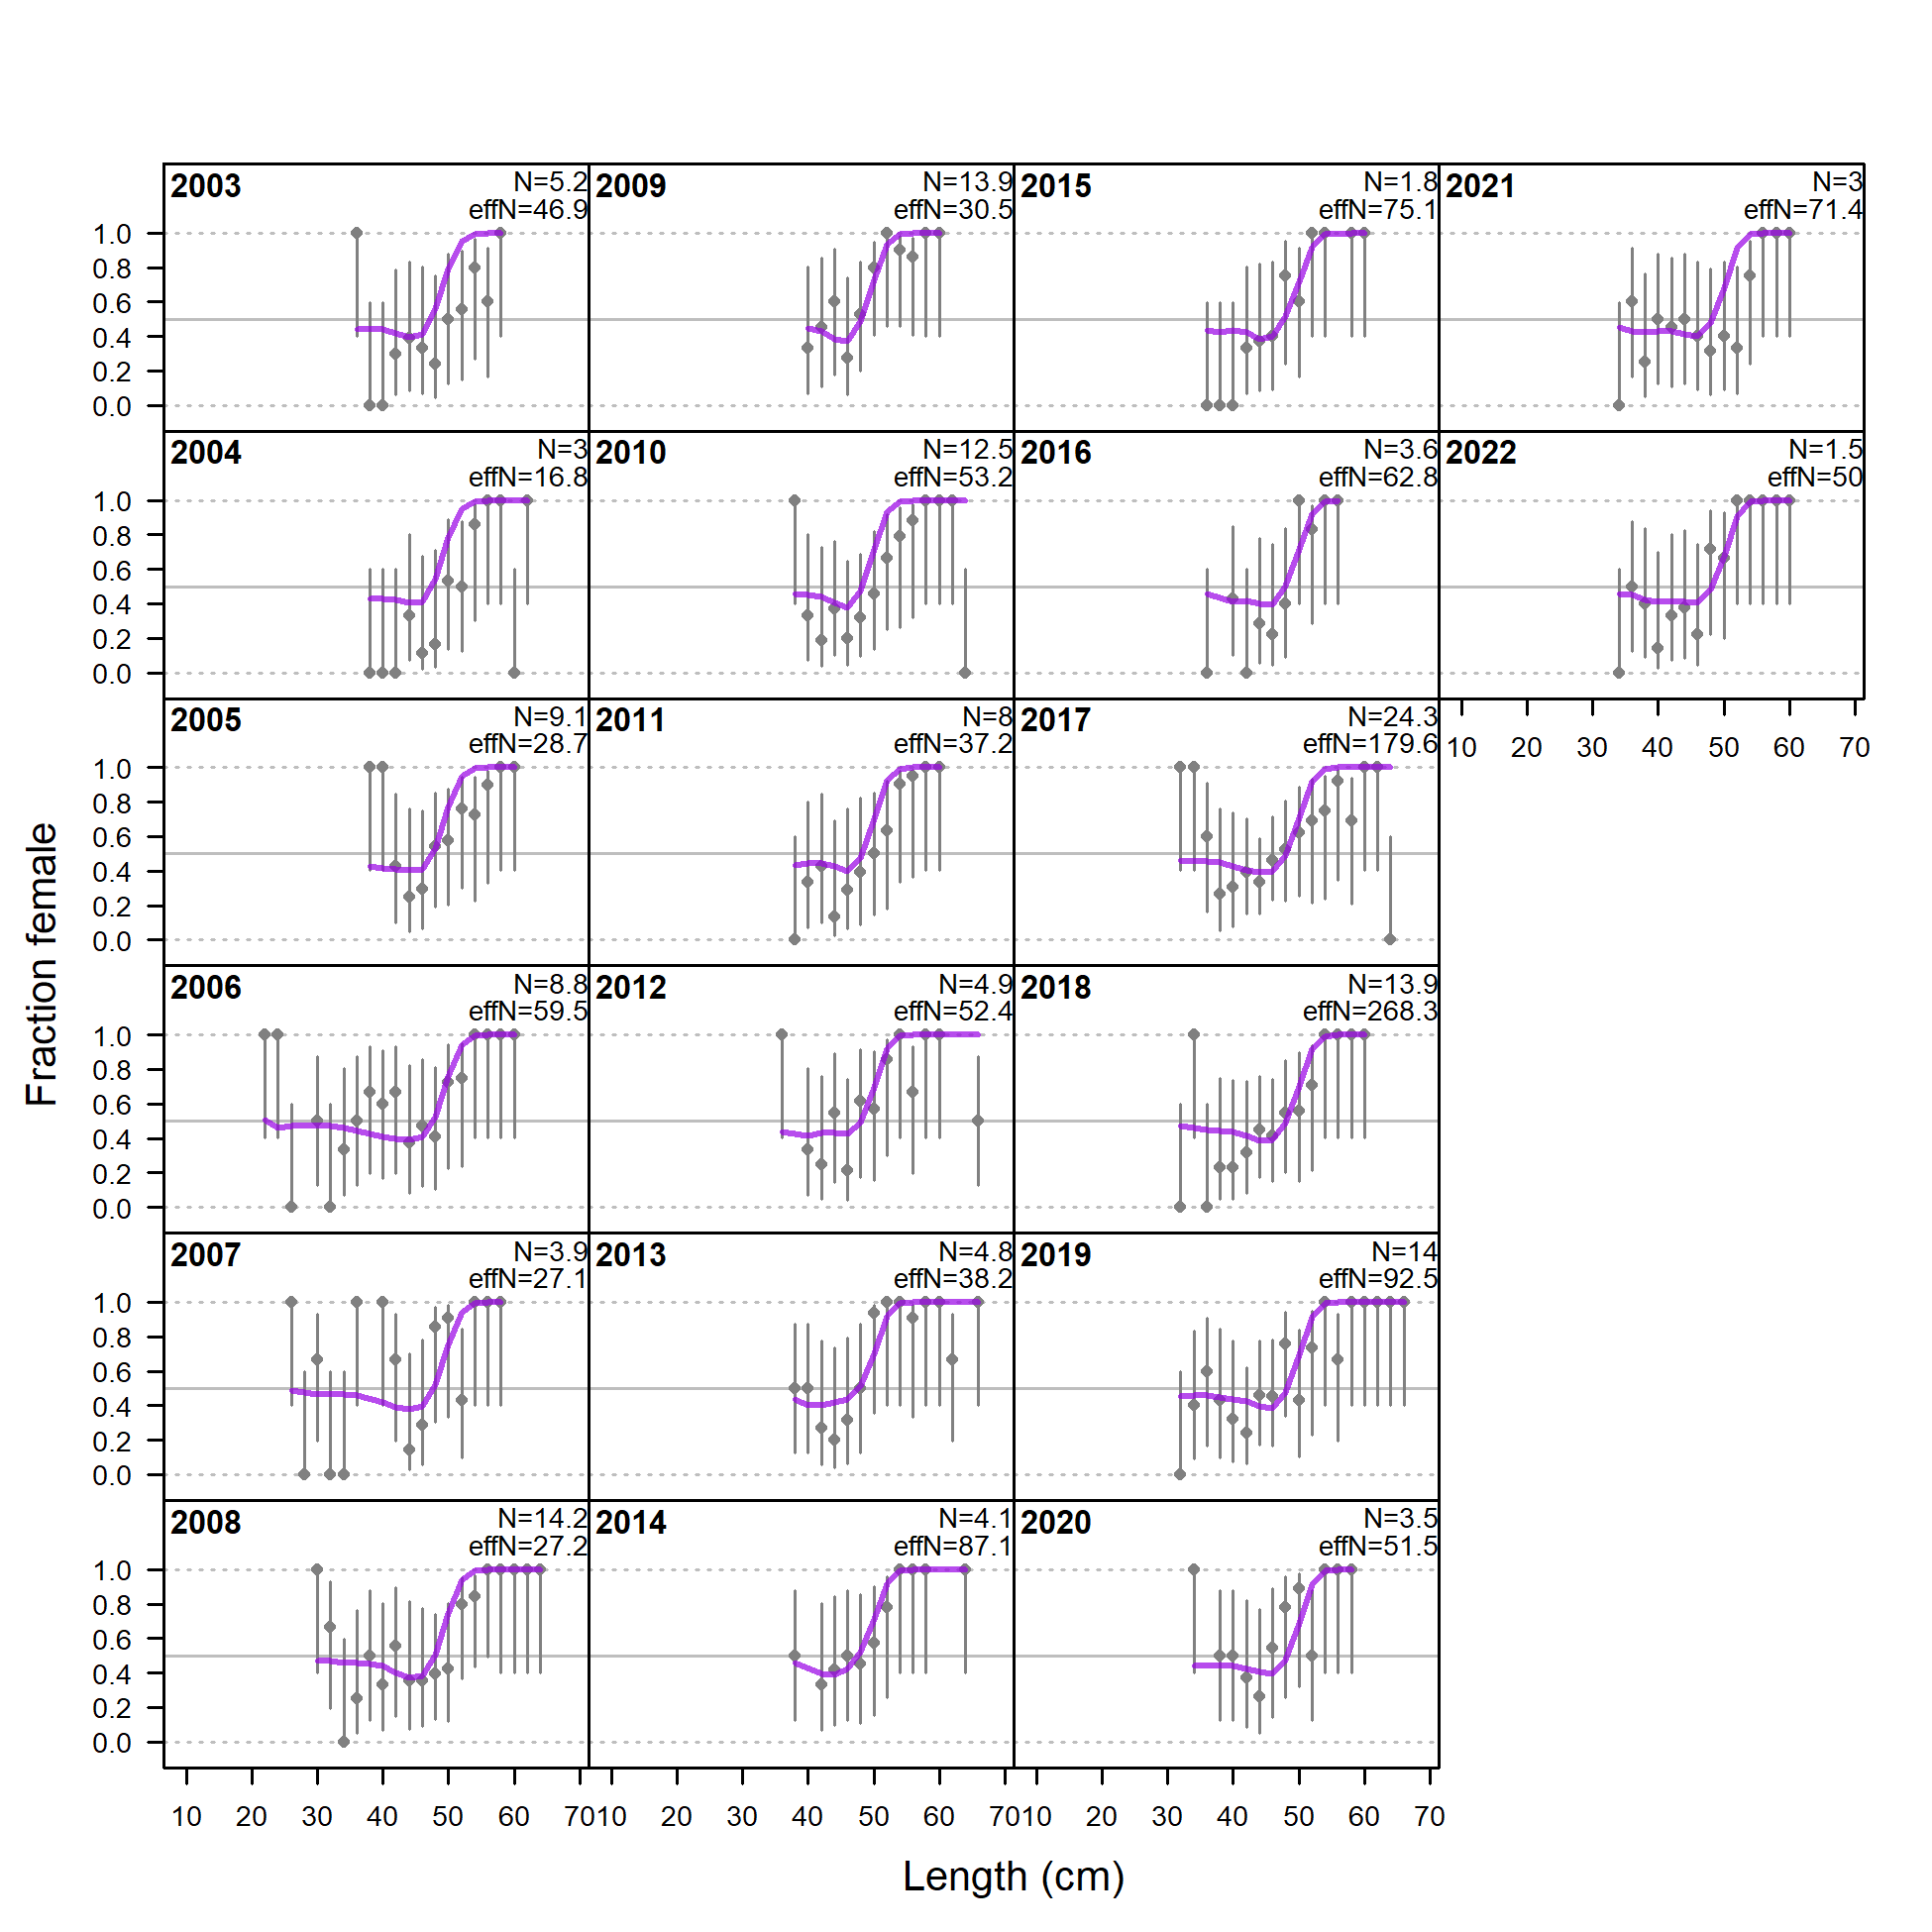 2003 N=5.2 2009 N=13.9 2015 N=1.8 2021 N=3
effN=46.9 effN=30.5 effN=75.1 effN=71.4
1.0
0.8
0.6
0.4
0.2
0.0
2004 N=3 2010 N=12.5 2016 N=3.6 2022 N=1.5
effN=16.8 effN=53.2 effN=62.8 effN=50
1.0
0.8
0.6
0.4
0.2
0.0
2005 N=9.1 2011 N=8 2017 N=24.3
effN=28.7 effN=37.2 effN=179.6 10 20 30 40 50 60 70
1.0
0.8
0.6
0.4
0.2
0.0
Fraction female
2006 N=8.8 2012 N=4.9 2018 N=13.9
effN=59.5 effN=52.4 effN=268.3
1.0
0.8
0.6
0.4
0.2
0.0
2007 N=3.9 2013 N=4.8 2019 N=14
effN=27.1 effN=38.2 effN=92.5
1.0
0.8
0.6
0.4
0.2
0.0
2008 N=14.2 2014 N=4.1 2020 N=3.5
effN=27.2 effN=87.1 effN=51.5
1.0
0.8
0.6
0.4
0.2
0.0
10 20 30 40 50 60 70 10 20 30 40 50 60 70 10 20 30 40 50 60 70
Length (cm)